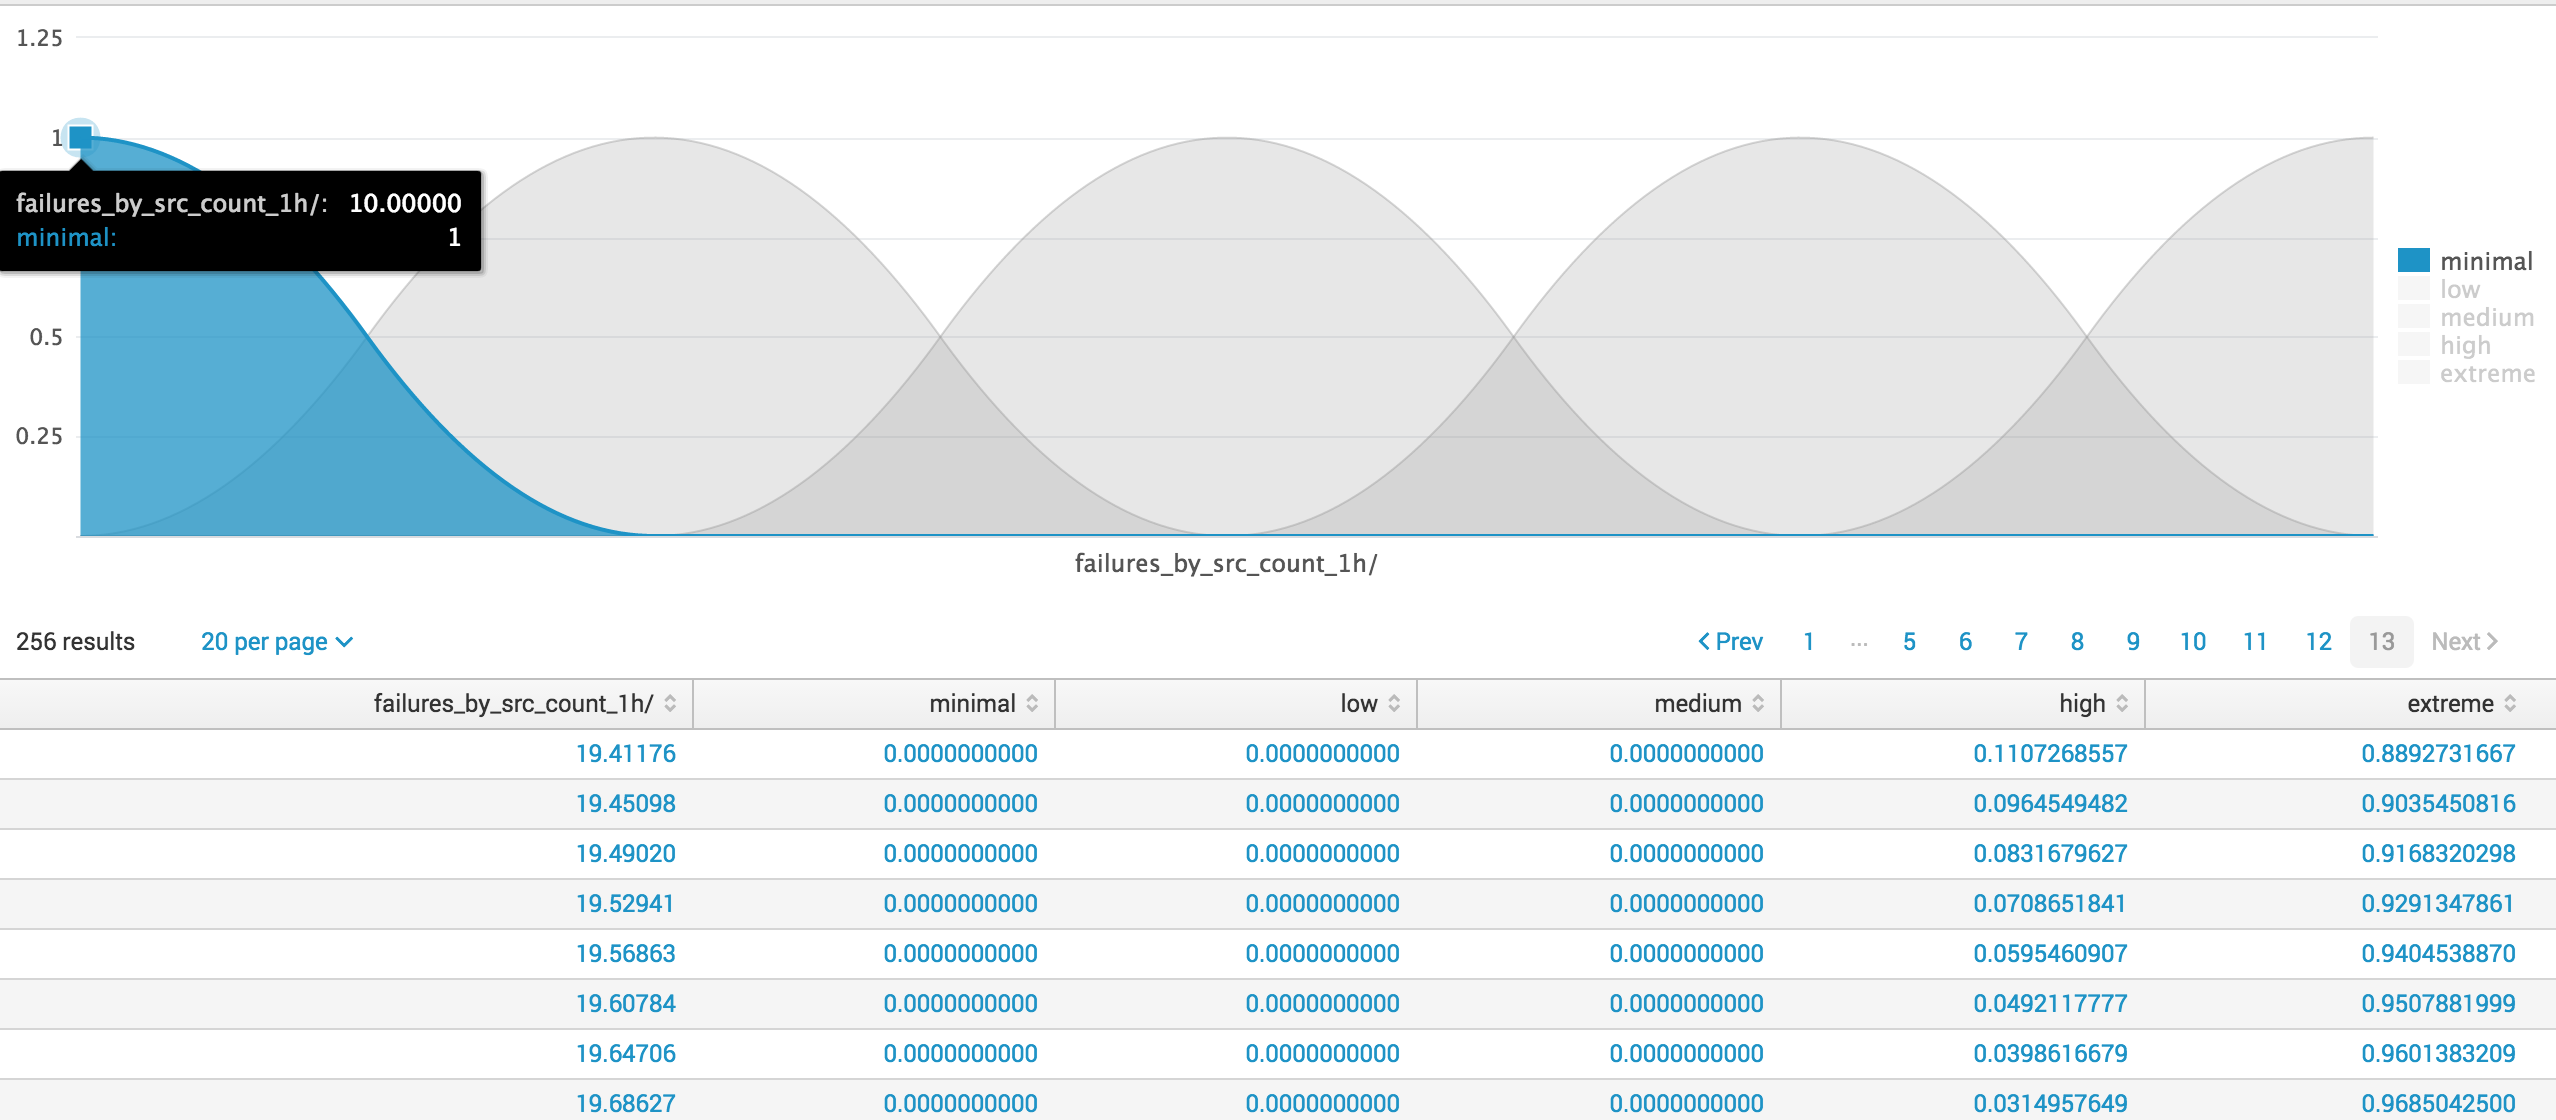 1.25
1
failures_by_src_count_1h/: 10.00000
minimal: 1
0.5
0.25
minimal
low
medium
high
extreme
failures_by_src_count_1h/
256 results 20 per page Prev 1 ... 5 6 7 8 9 10 11 12 13 Next
failures_by_src_count_1h/ minimal low medium high extreme
19.41176 0.0000000000 0.0000000000 0.0000000000 0.1107268557 0.8892731667
19.45098 0.0000000000 0.0000000000 0.0000000000 0.0964549482 0.9035450816
19.49020 0.0000000000 0.0000000000 0.0000000000 0.0831679627 0.9168320298
19.52941 0.0000000000 0.0000000000 0.0000000000 0.0708651841 0.9291347861
19.56863 0.0000000000 0.0000000000 0.0000000000 0.0595460907 0.9404538870
19.60784 0.0000000000 0.0000000000 0.0000000000 0.0492117777 0.9507881999
19.64706 0.0000000000 0.0000000000 0.0000000000 0.0398616679 0.9601383209
19.68627 0.0000000000 0.0000000000 0.0000000000 0.0314957649 0.9685042500